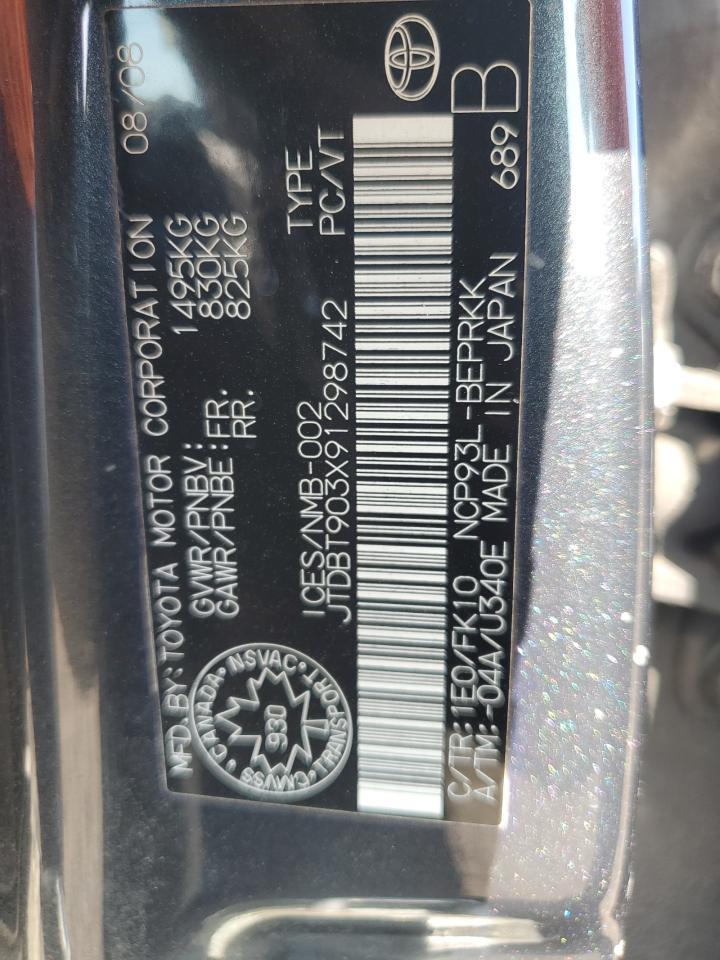 MFD. BY: TOYOTA MOTOR CORPORATION 08/08
GVWR/PNBV: 1495KG
GAWR/PNBE: FR: 830KG
RR. 825KG
ICES/NMB-002 TYPE
JTDBT903X91298742 PC/VT
CANADA NSVAC TRANSPORT CMVSS
930
C/TR: 1E0/FK10 NCP93L-BEPRKK
A/TM: -04A/U340E MADE IN JAPAN 689
B